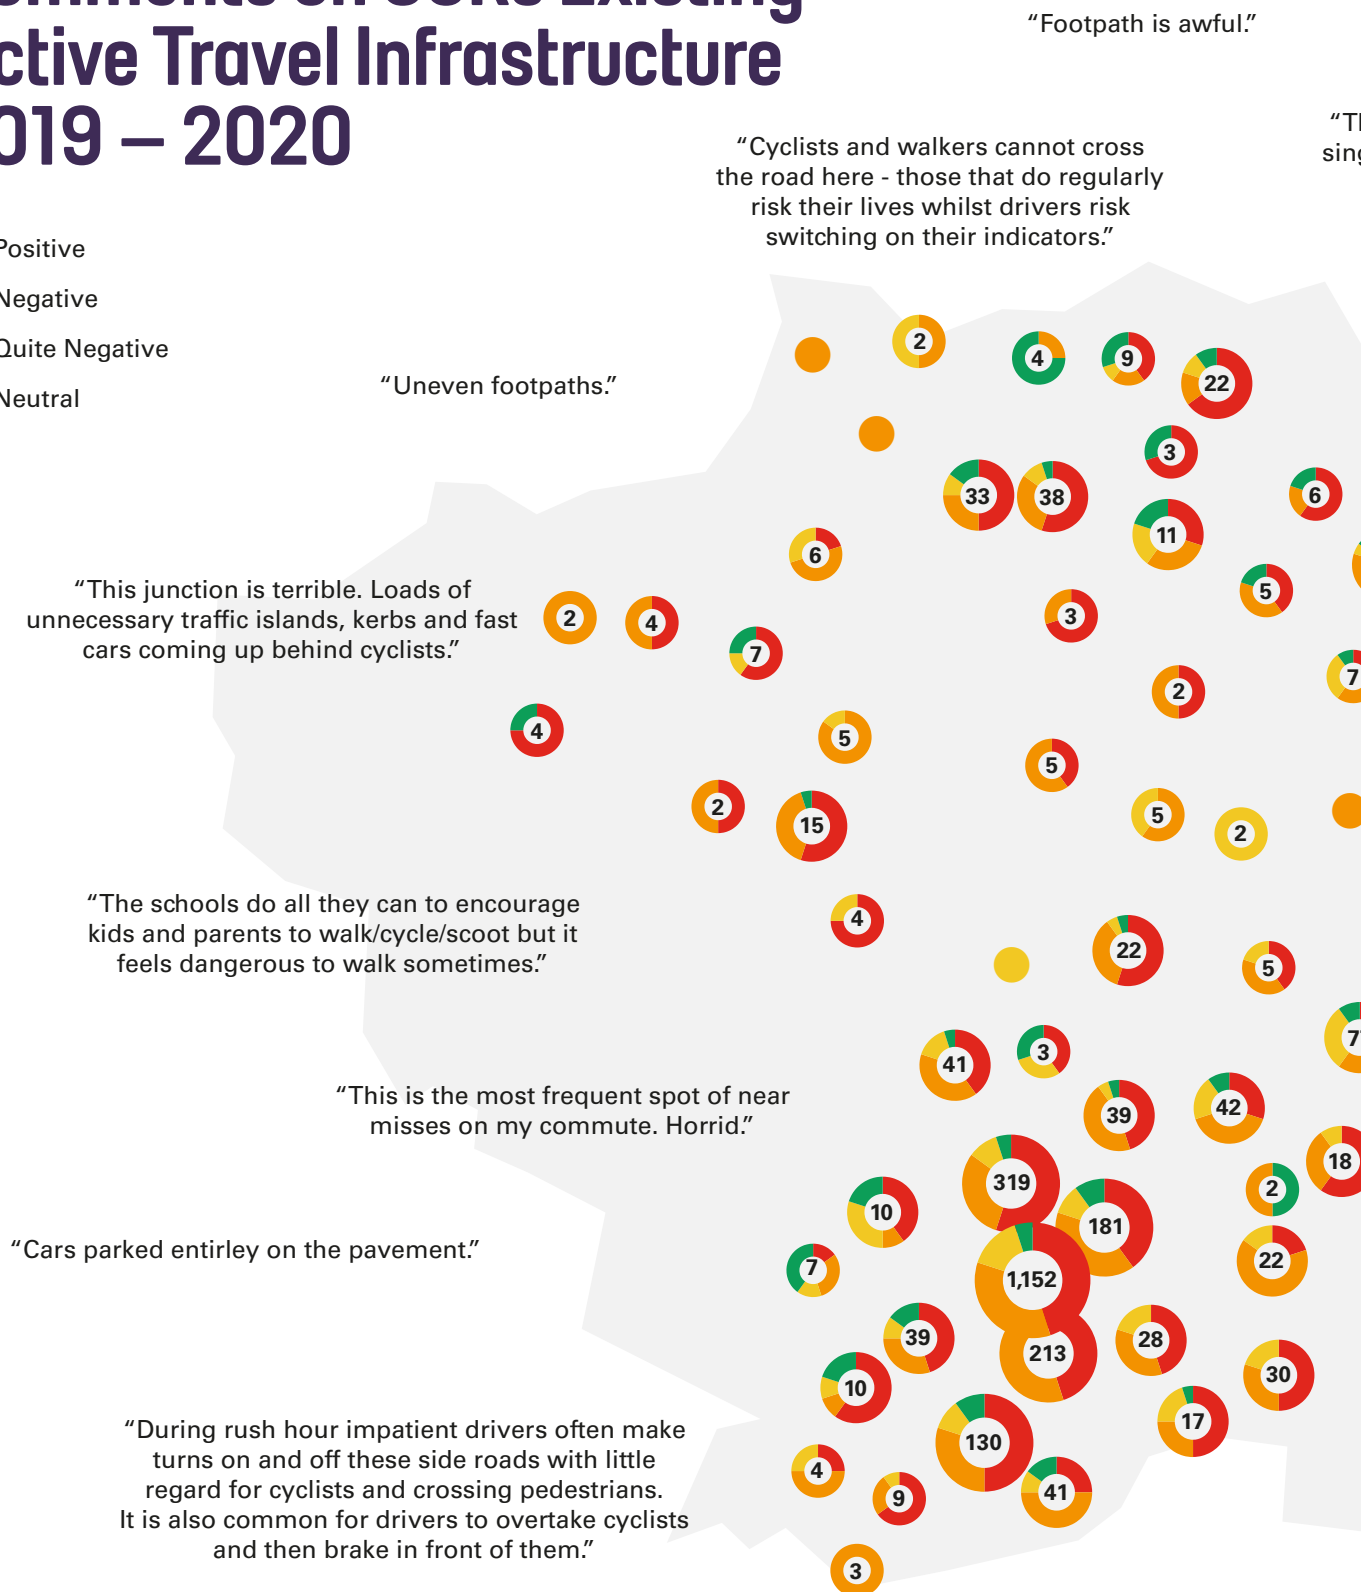 ctive Travel Infrastructure
019 – 2020
Positive
Negative
Quite Negative
Neutral
“Footpath is awful.”
“Cyclists and walkers cannot cross
the road here - those that do regularly
risk their lives whilst drivers risk
switching on their indicators.”
“Uneven footpaths.”
“This junction is terrible. Loads of
unnecessary traffic islands, kerbs and fast
cars coming up behind cyclists.”
“The schools do all they can to encourage
kids and parents to walk/cycle/scoot but it
feels dangerous to walk sometimes.”
“This is the most frequent spot of near
misses on my commute. Horrid.”
“Cars parked entirley on the pavement.”
“During rush hour impatient drivers often make
turns on and off these side roads with little
regard for cyclists and crossing pedestrians.
It is also common for drivers to overtake cyclists
and then brake in front of them.”
2
4
9
22
3
33
38
6
11
6
5
2
4
3
7
7
2
4
5
5
2
15
5
2
4
22
5
41
3
7
39
42
319
18
2
10
181
22
7
1,152
39
213
28
30
10
17
130
4
9
41
3